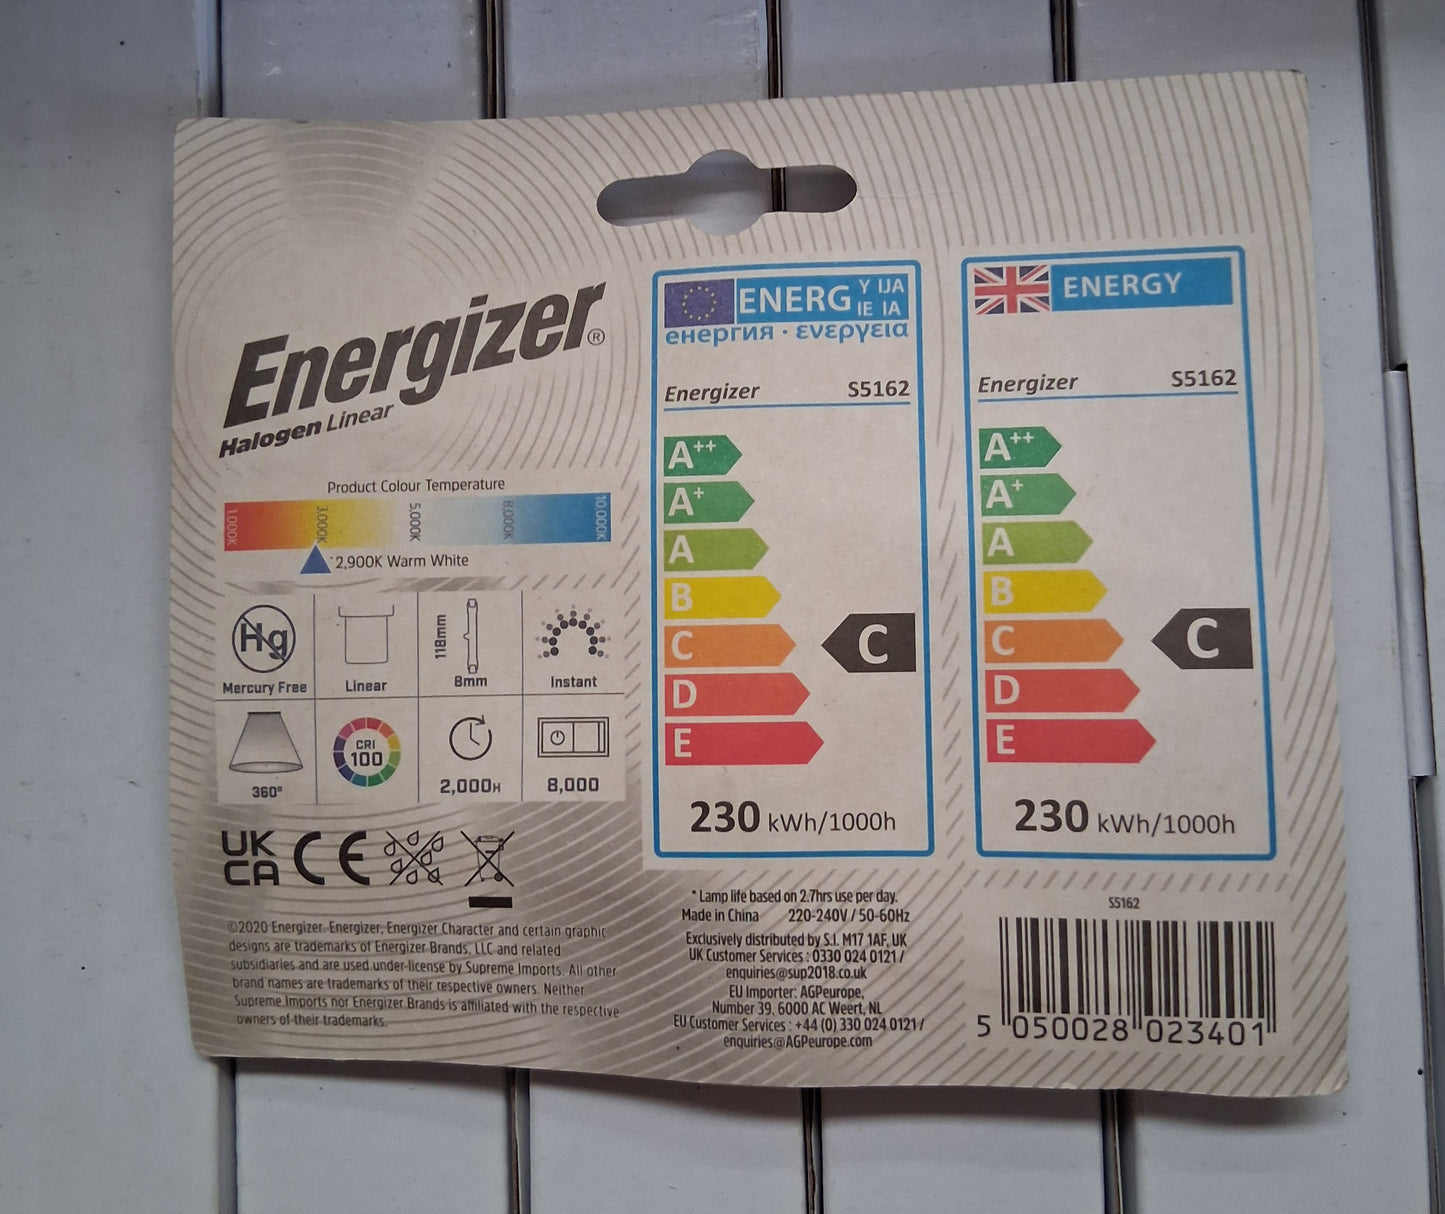 Energizer®
Halogen Linear
Product Colour Temperature
1,000K 3,000K 5,000K 8,000K 10,000K
2,900K Warm White
Hg
Mercury Free
Linear
118mm
8mm
Instant
360°
CRI
100
2,000H
8,000
UK
CA CE
©2020 Energizer. Energizer, Energizer Character and certain graphic
designs are trademarks of Energizer Brands, LLC and related
subsidiaries and are used under license by Supreme Imports. All other
brand names are trademarks of their respective owners. Neither
Supreme Imports nor Energizer Brands is affiliated with the respective
owners of their trademarks.
ENERG Y IJA
IE IA
енергия · ενεργεια
Energizer S5162
A++
A+
A
B
C
D
E
C
230 kWh/1000h
ENERGY
Energizer S5162
A++
A+
A
B
C
D
E
C
230 kWh/1000h
* Lamp life based on 2.7hrs use per day.
Made in China 220-240V / 50-60Hz
Exclusively distributed by S.I. M17 1AF, UK
UK Customer Services : 0330 024 0121 /
enquiries@sup2018.co.uk
EU Importer: AGPeurope,
Number 39, 6000 AC Weert, NL
EU Customer Services : +44 (0) 330 024 0121 /
enquiries@AGPeurope.com
S5162
5 050028 023401